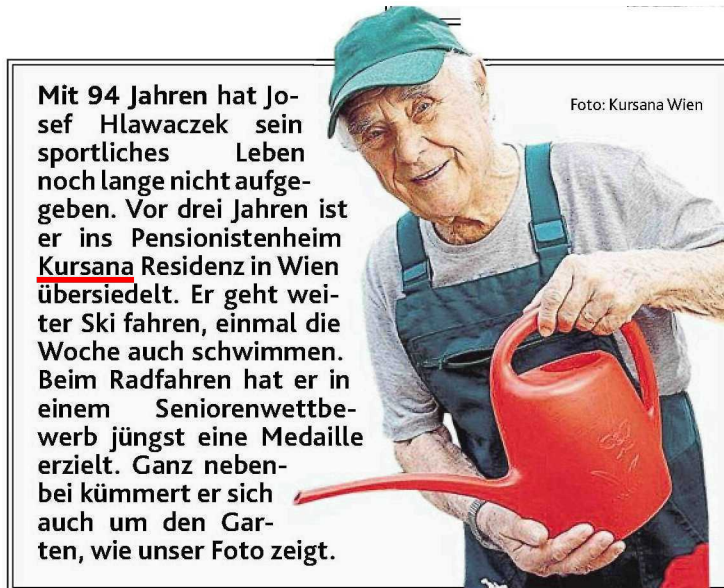 Mit 94 Jahren hat Jo-
sef Hlawaczek sein
sportliches Leben
noch lange nicht aufge-
geben. Vor drei Jahren ist
er ins Pensionistenheim
Kursana Residenz in Wien
übersiedelt. Er geht wei-
ter Ski fahren, einmal die
Woche auch schwimmen.
Beim Radfahren hat er in
einem Seniorenwettbe-
werb jüngst eine Medaille
erzielt. Ganz neben-
bei kümmert er sich
auch um den Gar-
ten, wie unser Foto zeigt.
Foto: Kursana Wien